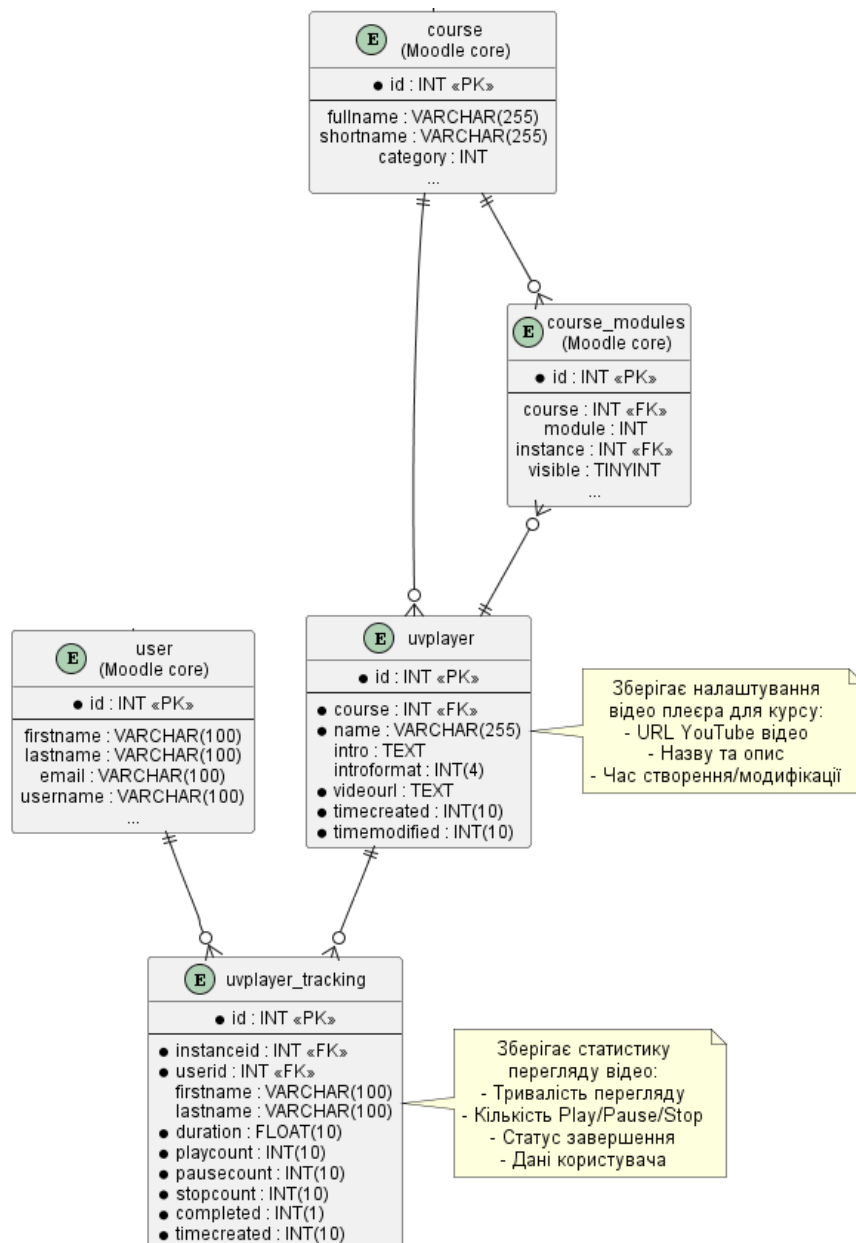 E course
(Moodle core)
● id : INT «PK»
fullname : VARCHAR(255)
shortname : VARCHAR(255)
category : INT
...
E course_modules
(Moodle core)
● id : INT «PK»
course : INT «FK»
module : INT
instance : INT «FK»
visible : TINYINT
...
E user
(Moodle core)
● id : INT «PK»
firstname : VARCHAR(100)
lastname : VARCHAR(100)
email : VARCHAR(100)
username : VARCHAR(100)
...
E uvplayer
● id : INT «PK»
● course : INT «FK»
● name : VARCHAR(255)
intro : TEXT
introformat : INT(4)
● videourl : TEXT
● timecreated : INT(10)
● timemodified : INT(10)
Зберігає налаштування
відео плеєра для курсу:
- URL YouTube відео
- Назву та опис
- Час створення/модифікації
E uvplayer_tracking
● id : INT «PK»
● instanceid : INT «FK»
● userid : INT «FK»
firstname : VARCHAR(100)
lastname : VARCHAR(100)
● duration : FLOAT(10)
● playcount : INT(10)
● pausecount : INT(10)
● stopcount : INT(10)
● completed : INT(1)
● timecreated : INT(10)
Зберігає статистику
перегляду відео:
- Тривалість перегляду
- Кількість Play/Pause/Stop
- Статус завершення
- Дані користувача